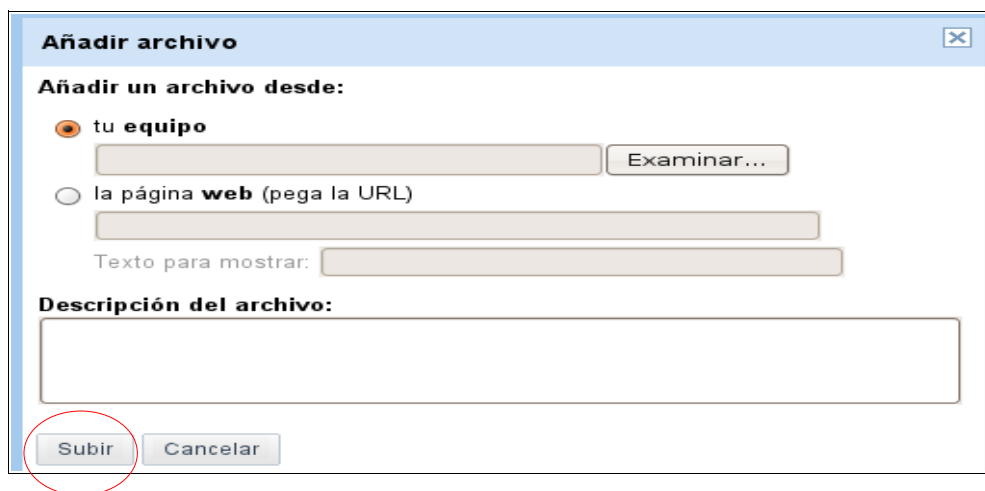 Añadir archivo
Añadir un archivo desde:
tu equipo
Examinar...
la página web (pega la URL)
Texto para mostrar:
Descripción del archivo:
Subir Cancelar